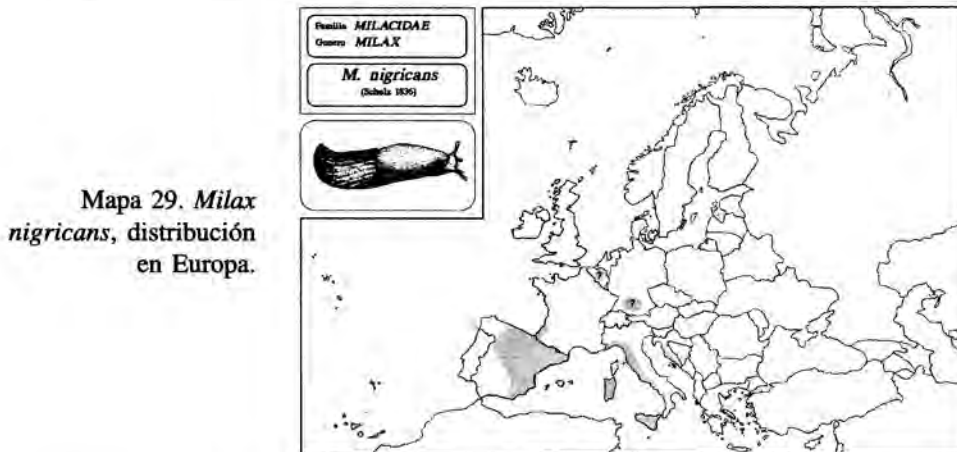 Familia MILACIDAE
Genero MILAX
M. nigricans
(Schulz 1836)
Mapa 29. Milax
nigricans, distribución
en Europa.
?
?